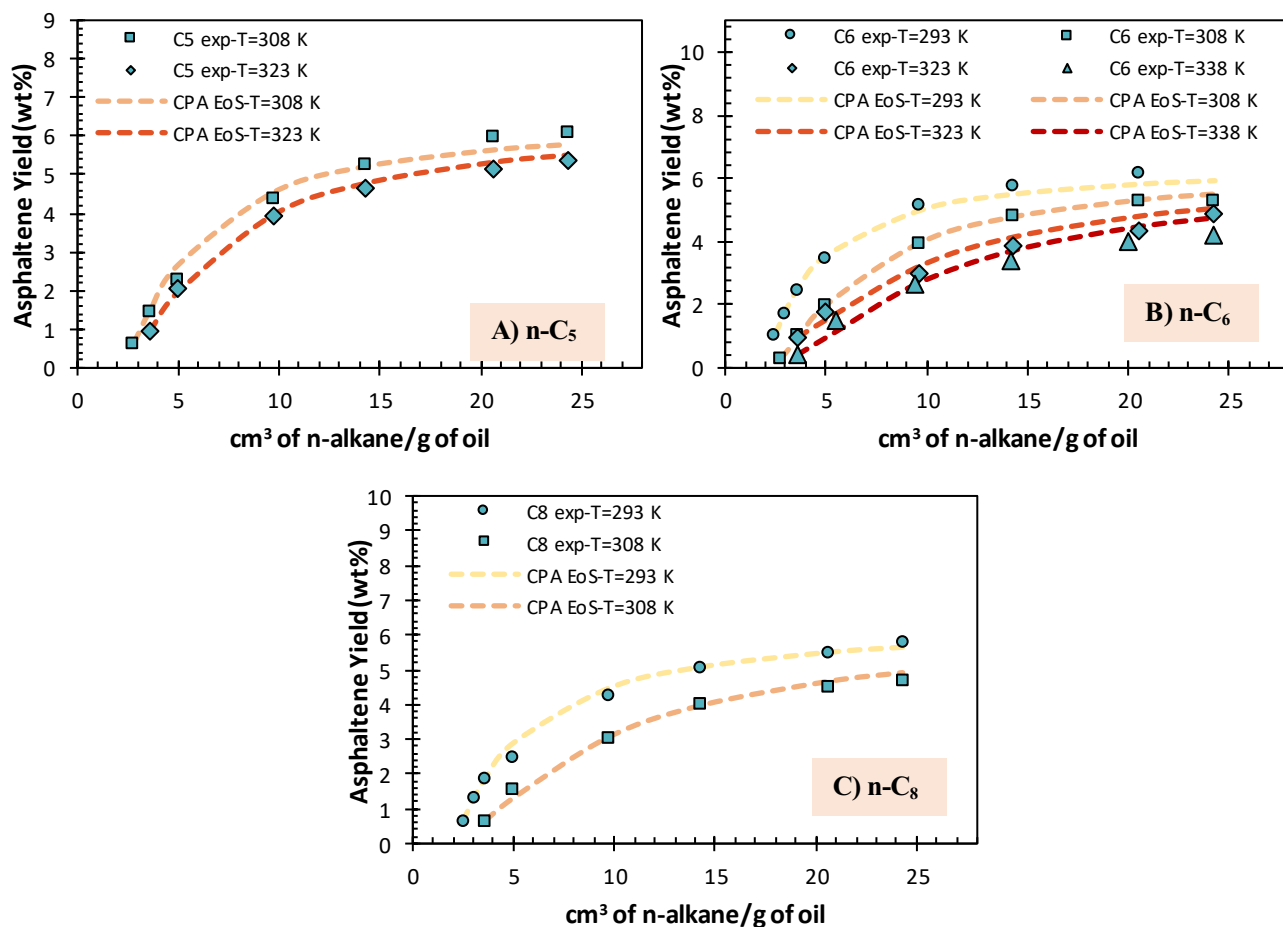 9
8
7
6
5
4
3
2
1
0
Asphaltene Yield (wt%)
C5 exp-T=308 K
C5 exp-T=323 K
CPA EoS-T=308 K
CPA EoS-T=323 K
A) n-C₅
0 5 10 15 20 25
cm³ of n-alkane/g of oil
10
8
6
4
2
0
Asphaltene Yield (wt%)
C6 exp-T=293 K C6 exp-T=308 K
C6 exp-T=323 K C6 exp-T=338 K
CPA EoS-T=293 K CPA EoS-T=308 K
CPA EoS-T=323 K CPA EoS-T=338 K
B) n-C₆
0 5 10 15 20 25
cm³ of n-alkane/g of oil
10
9
8
7
6
5
4
3
2
1
0
Asphaltene Yield (wt%)
C8 exp-T=293 K
C8 exp-T=308 K
CPA EoS-T=293 K
CPA EoS-T=308 K
C) n-C₈
0 5 10 15 20 25
cm³ of n-alkane/g of oil